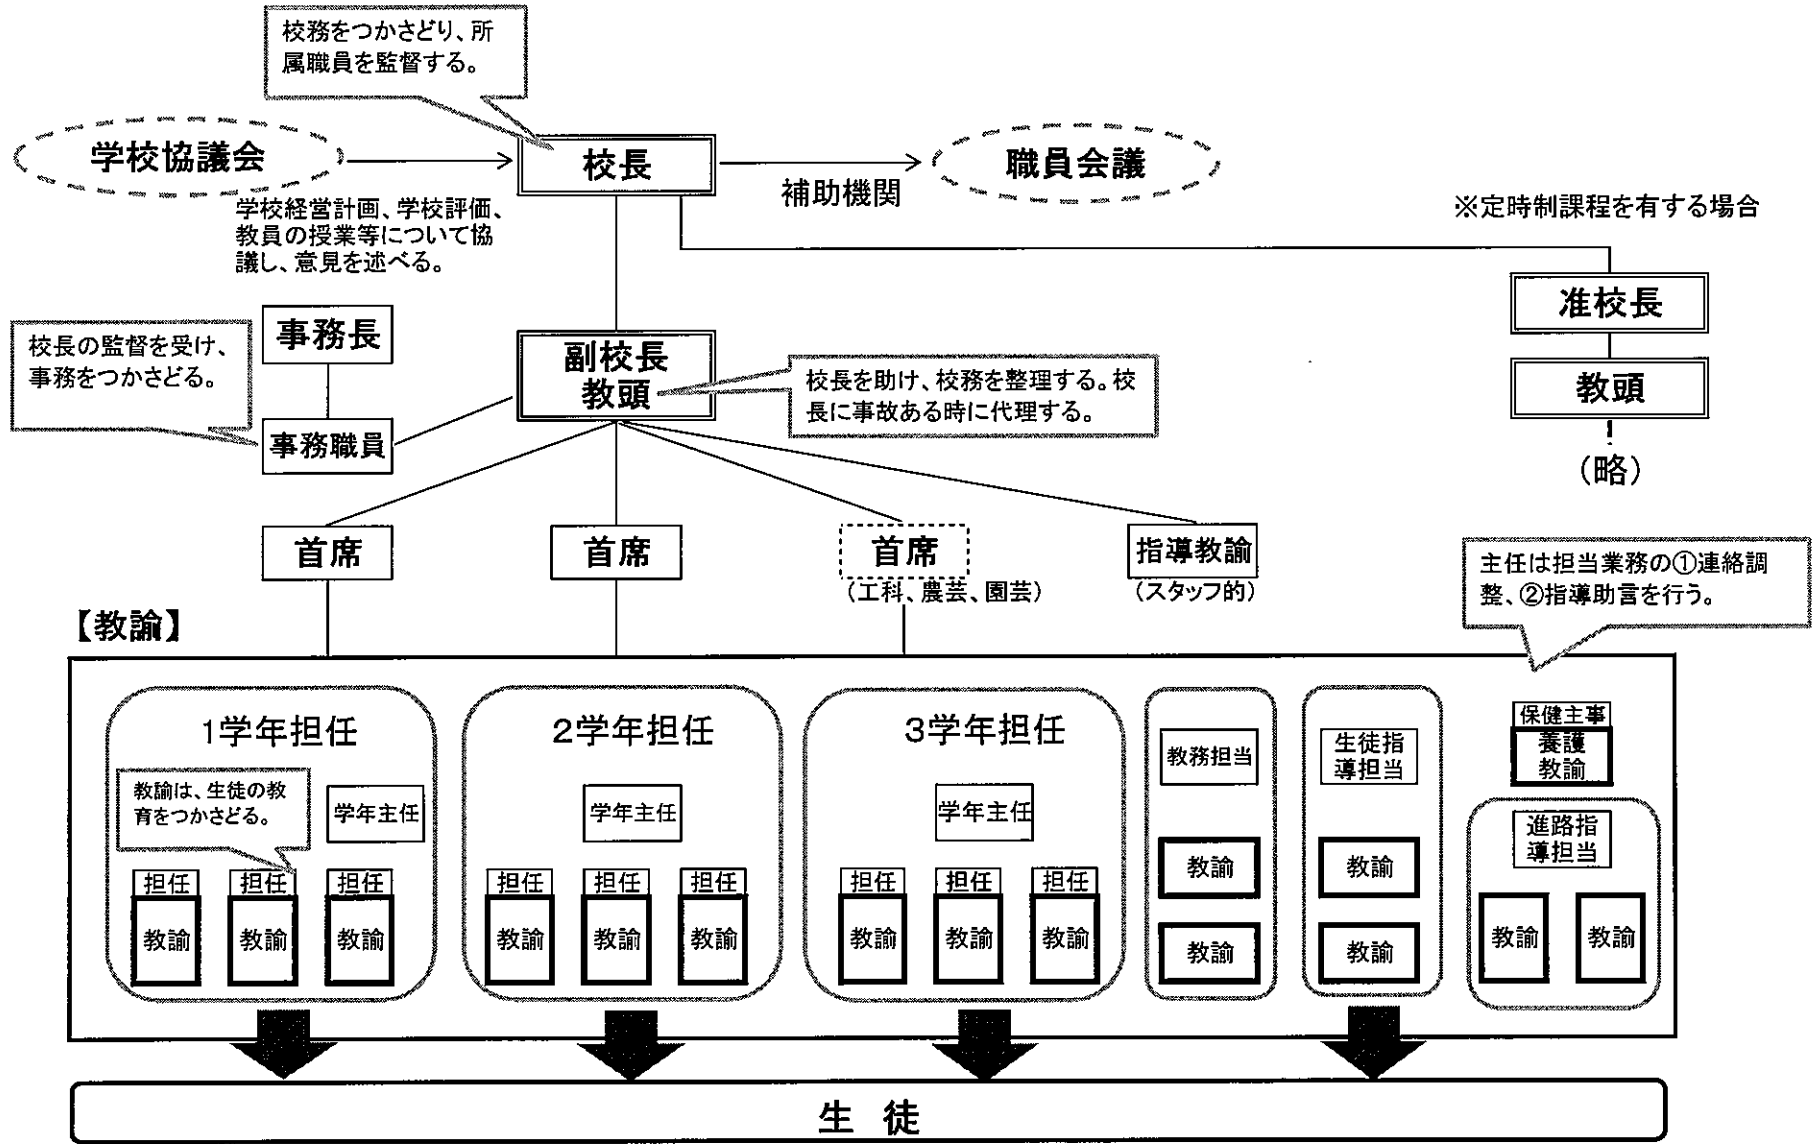 校務をつかさどり、所
属職員を監督する。
学校協議会
校長
職員会議
補助機関
学校経営計画、学校評価、
教員の授業等について協
議し、意見を述べる。
※定時制課程を有する場合
准校長
教頭
(略)
事務長
校長の監督を受け、
事務をつかさどる。
事務職員
副校長
教頭
校長を助け、校務を整理する。校
長に事故ある時に代理する。
首席
首席
首席
(工科、農芸、園芸)
指導教諭
(スタッフ的)
主任は担当業務の①連絡調
整、②指導助言を行う。
【教諭】
1学年担任
教諭は、生徒の教
育をつかさどる。
学年主任
担任
担任
担任
教諭
教諭
教諭
2学年担任
学年主任
担任
担任
担任
教諭
教諭
教諭
3学年担任
学年主任
担任
担任
担任
教諭
教諭
教諭
教務担当
教諭
教諭
生徒指
導担当
教諭
教諭
保健主事
養護
教諭
進路指
導担当
教諭
教諭
生 徒